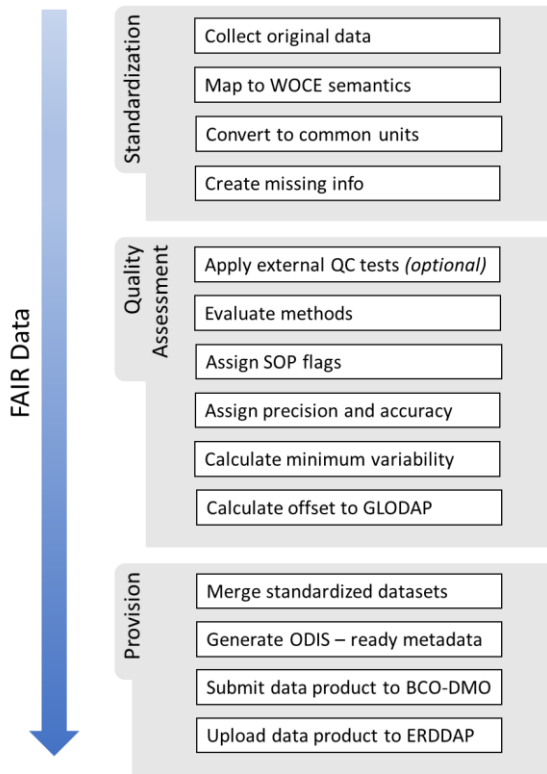 FAIR Data
Standardization
Collect original data
Map to WOCE semantics
Convert to common units
Create missing info
Quality
Assessment
Apply external QC tests (optional)
Evaluate methods
Assign SOP flags
Assign precision and accuracy
Calculate minimum variability
Calculate offset to GLODAP
Provision
Merge standardized datasets
Generate ODIS – ready metadata
Submit data product to BCO-DMO
Upload data product to ERDDAP